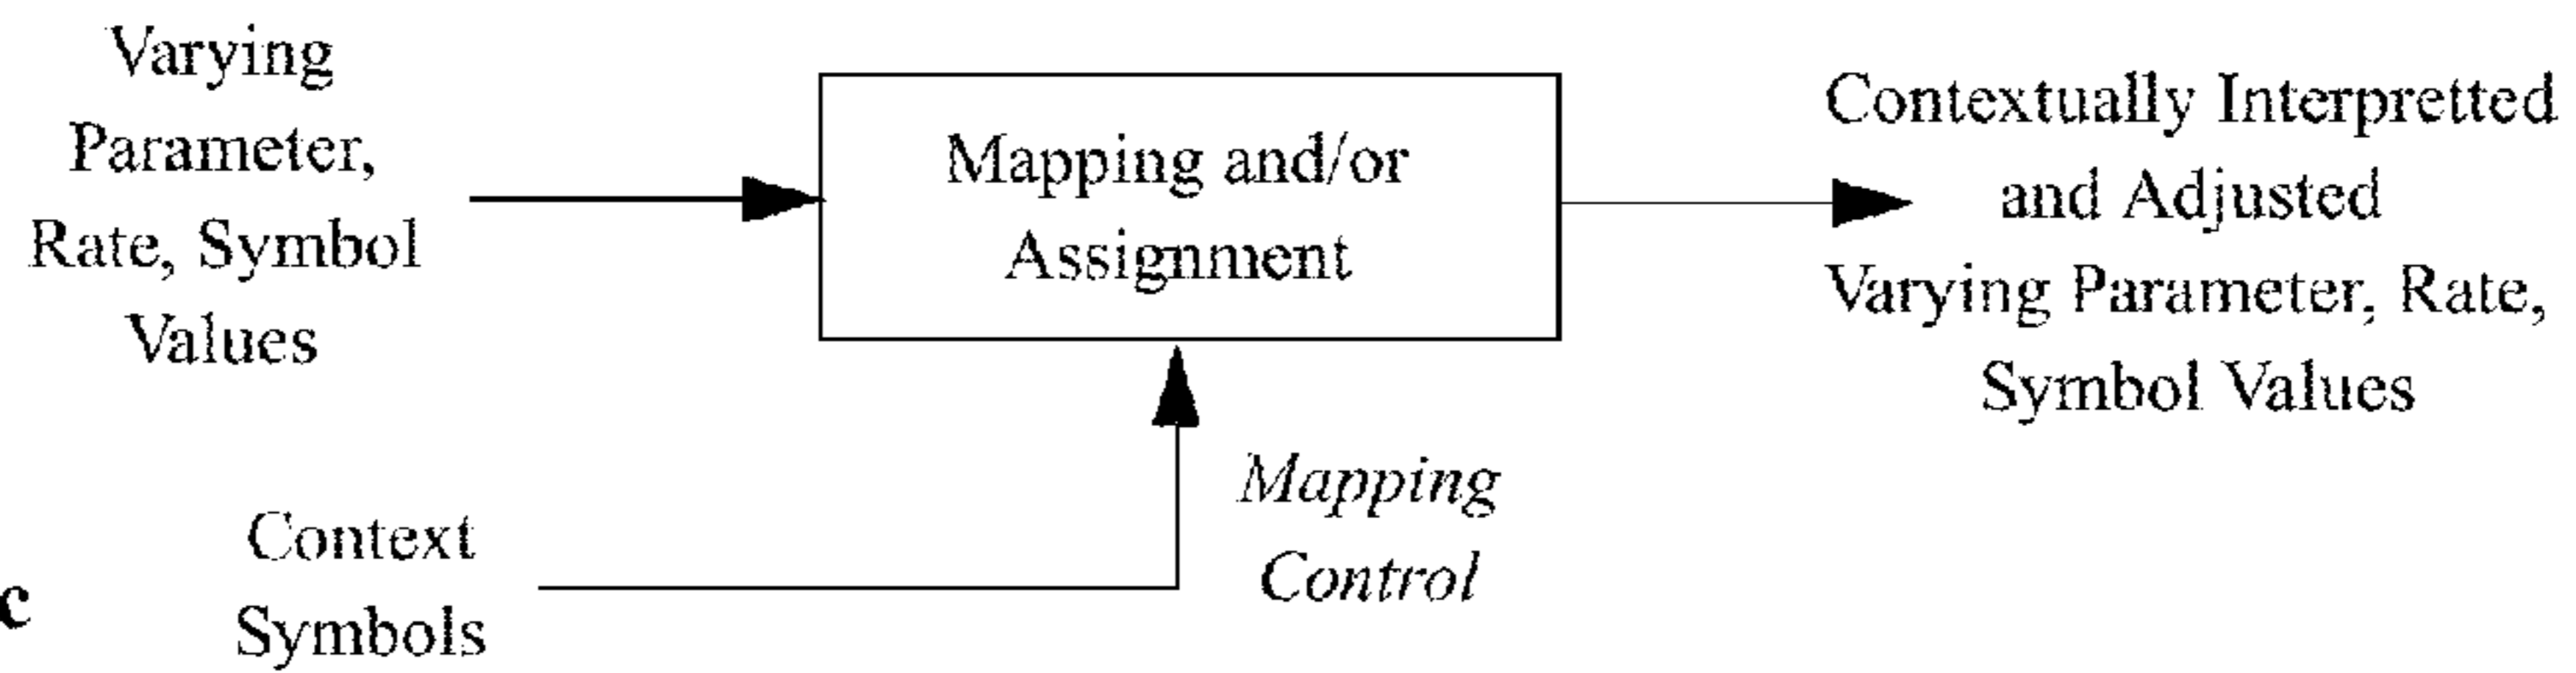 Varying
Parameter,
Rate, Symbol
Values
Mapping and/or
Assignment
Contextually Interpretted
and Adjusted
Varying Parameter, Rate,
Symbol Values
Mapping
Control
Context
Symbols
c